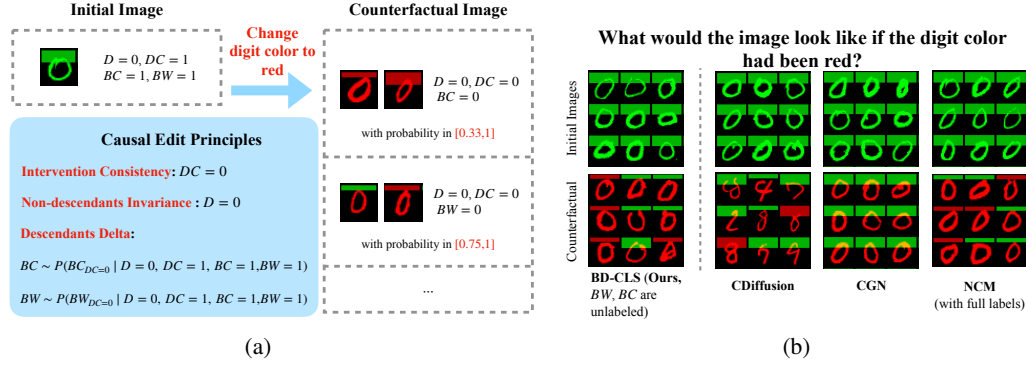 Initial Image
Counterfactual Image
Change
digit color to
red
D = 0, DC = 1
BC = 1, BW = 1
D = 0, DC = 0
BC = 0
with probability in [0.33,1]
Causal Edit Principles
Intervention Consistency: DC = 0
Non-descendants Invariance : D = 0
Descendants Delta:
BC ∼ P(BC_{DC=0} | D = 0, DC = 1, BC = 1,BW = 1)
BW ∼ P(BW_{DC=0} | D = 0, DC = 1, BC = 1,BW = 1)
D = 0, DC = 0
BW = 0
with probability in [0.75,1]
...
(a)
What would the image look like if the digit color
had been red?
Initial Images
Counterfactual
BD-CLS (Ours,
BW, BC are
unlabeled)
CDiffusion
CGN
NCM
(with full labels)
(b)